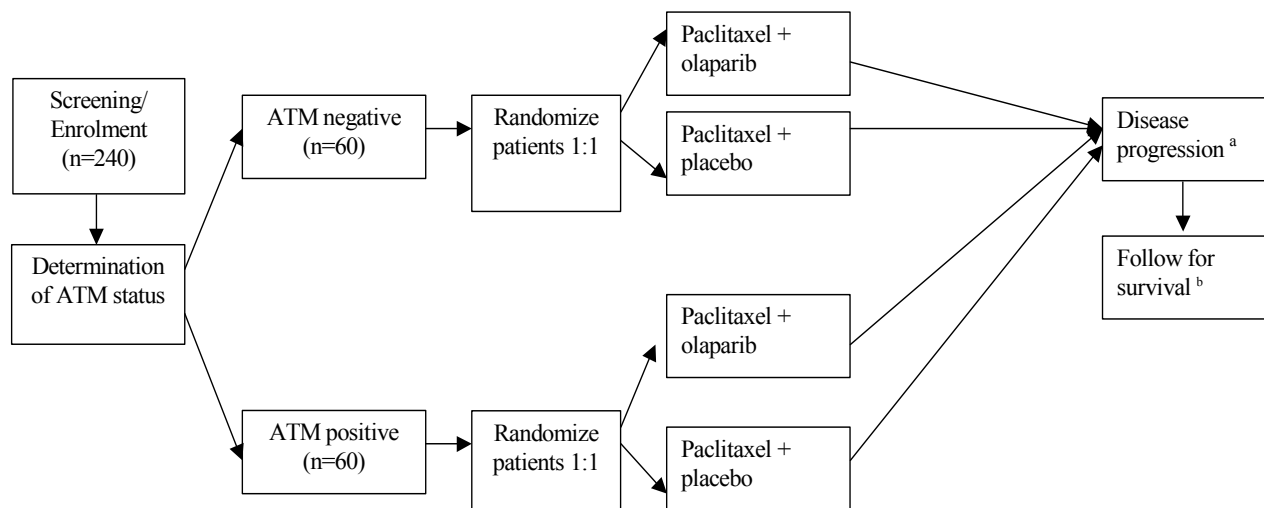 Screening/
Enrolment
(n=240)
Determination
of ATM status
ATM negative
(n=60)
Randomize
patients 1:1
Paclitaxel +
olaparib
Paclitaxel +
placebo
ATM positive
(n=60)
Randomize
patients 1:1
Paclitaxel +
olaparib
Paclitaxel +
placebo
Disease
progression a
Follow for
survival b